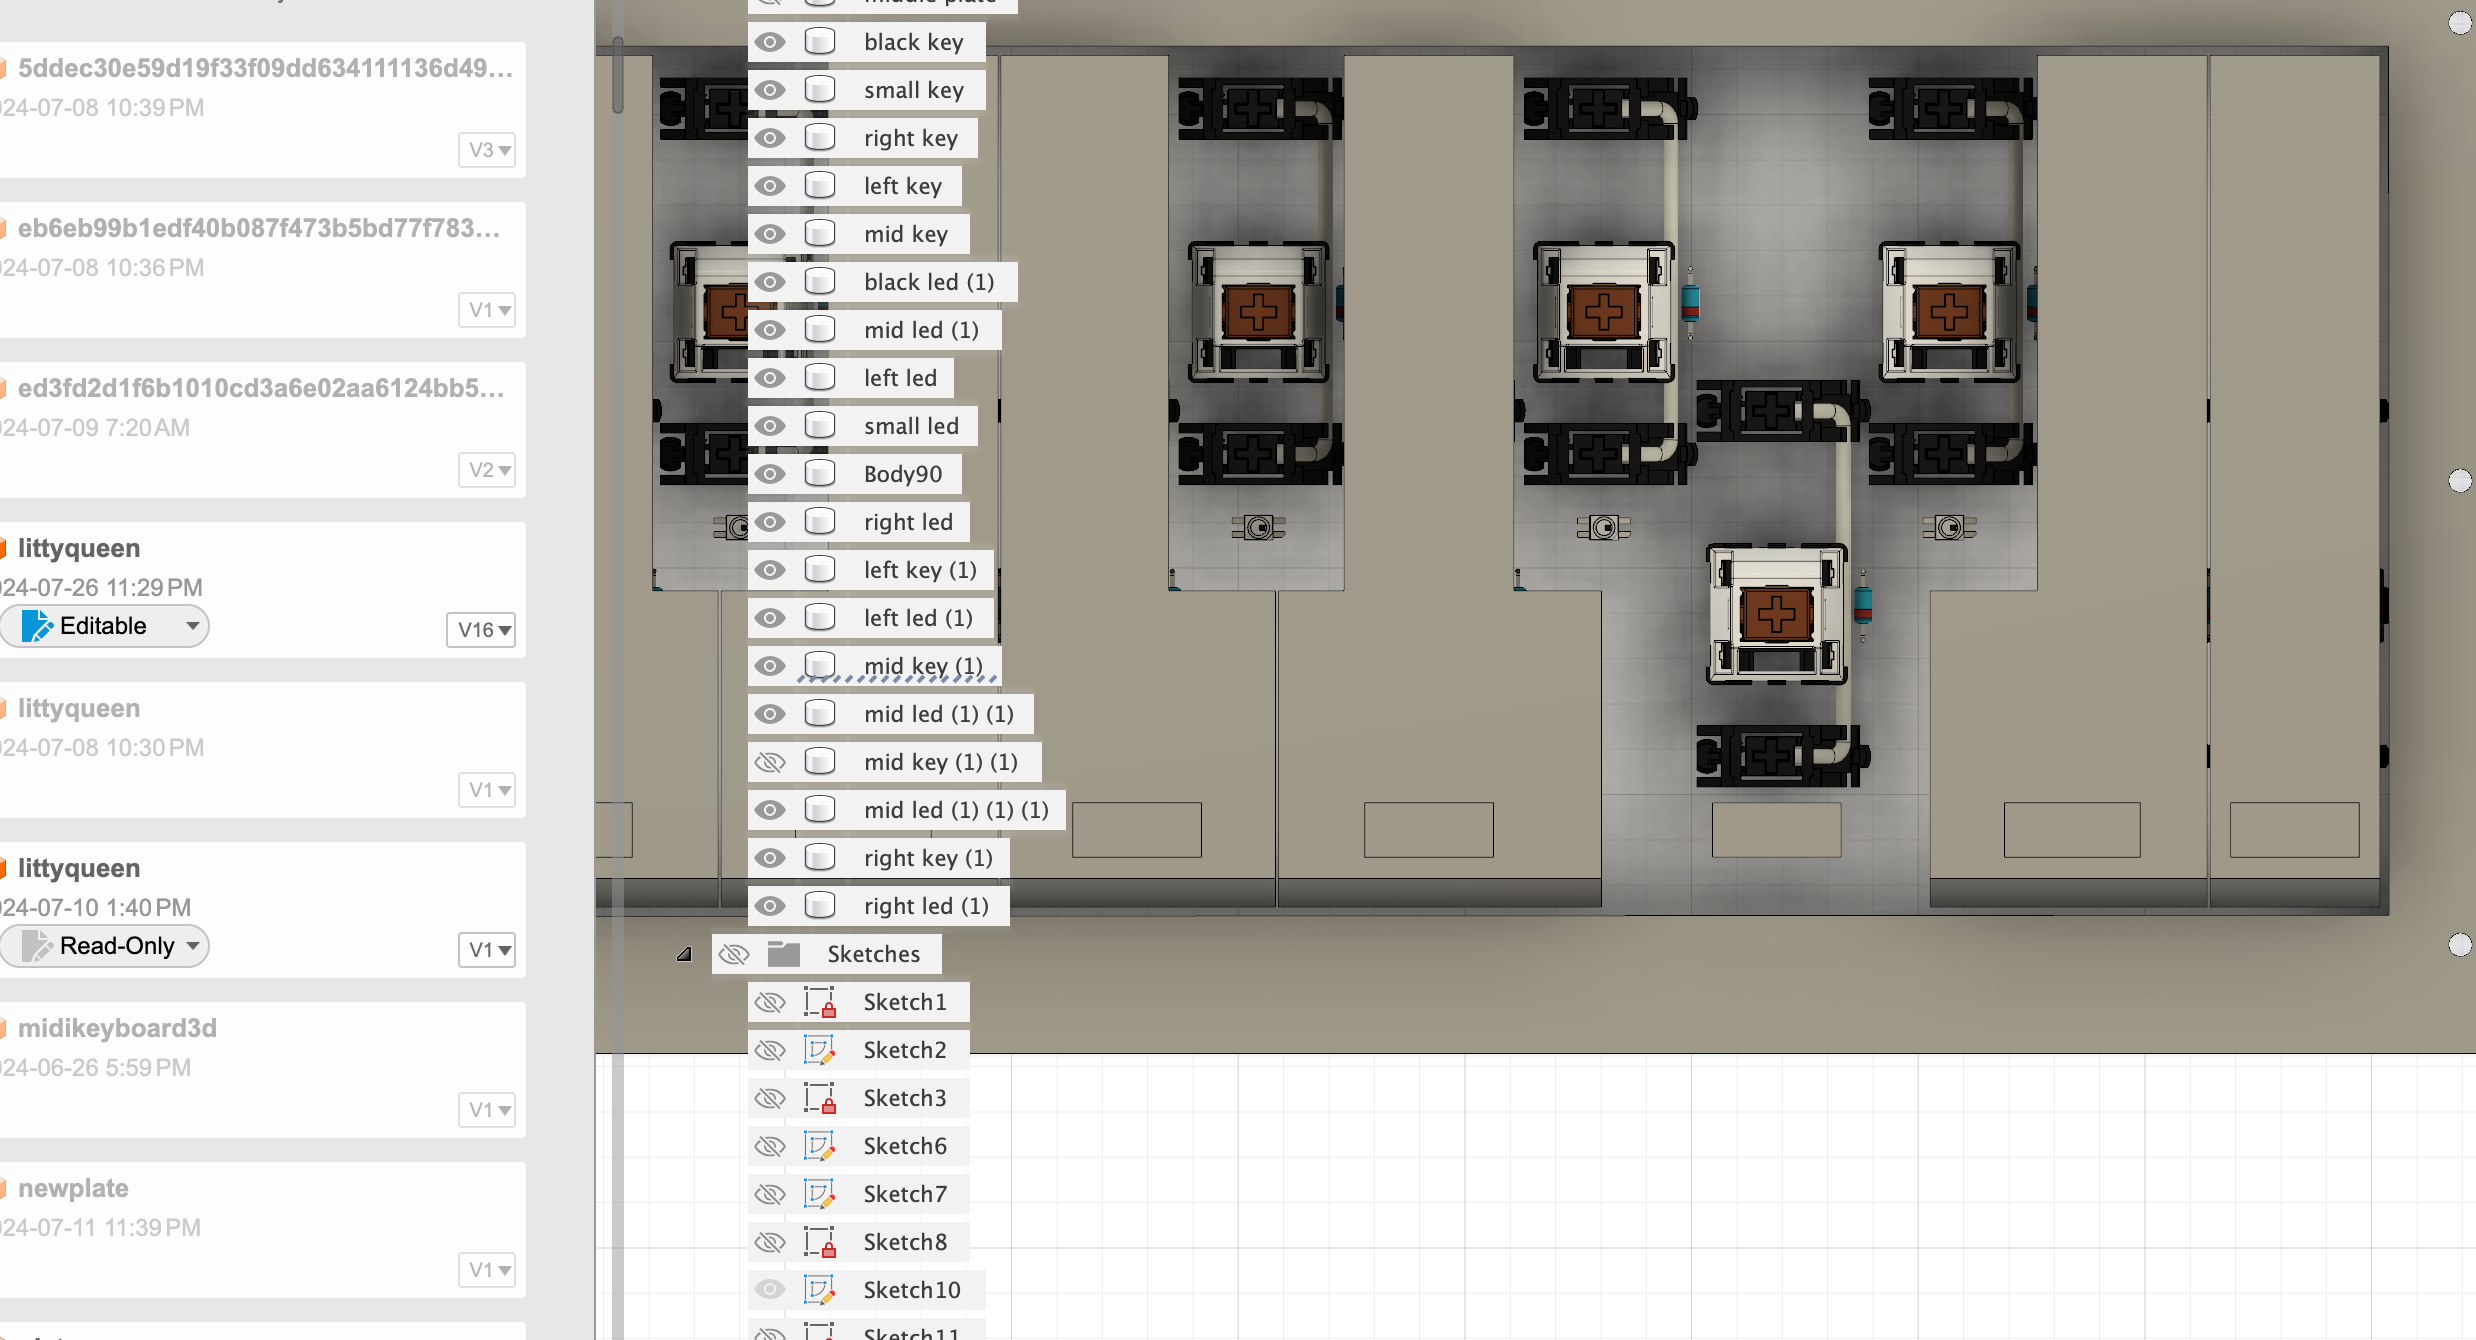 5ddec30e59d19f33f09dd634111136d49...
24-07-08 10:39 PM
V3
eb6eb99b1edf40b087f473b5bd77f783...
24-07-08 10:36 PM
V1
ed3fd2d1f6b1010cd3a6e02aa6124bb5...
24-07-09 7:20 AM
V2
littyqueen
24-07-26 11:29 PM
Editable
V16
littyqueen
24-07-08 10:30 PM
V1
littyqueen
24-07-10 1:40 PM
Read-Only
V1
midikeyboard3d
24-06-26 5:59 PM
V1
newplate
24-07-11 11:39 PM
V1
middle plate
black key
small key
right key
left key
mid key
black led (1)
mid led (1)
left led
small led
Body90
right led
left key (1)
left led (1)
mid key (1)
mid led (1) (1)
mid key (1) (1)
mid led (1) (1) (1)
right key (1)
right led (1)
Sketches
Sketch1
Sketch2
Sketch3
Sketch6
Sketch7
Sketch8
Sketch10
Sketch11